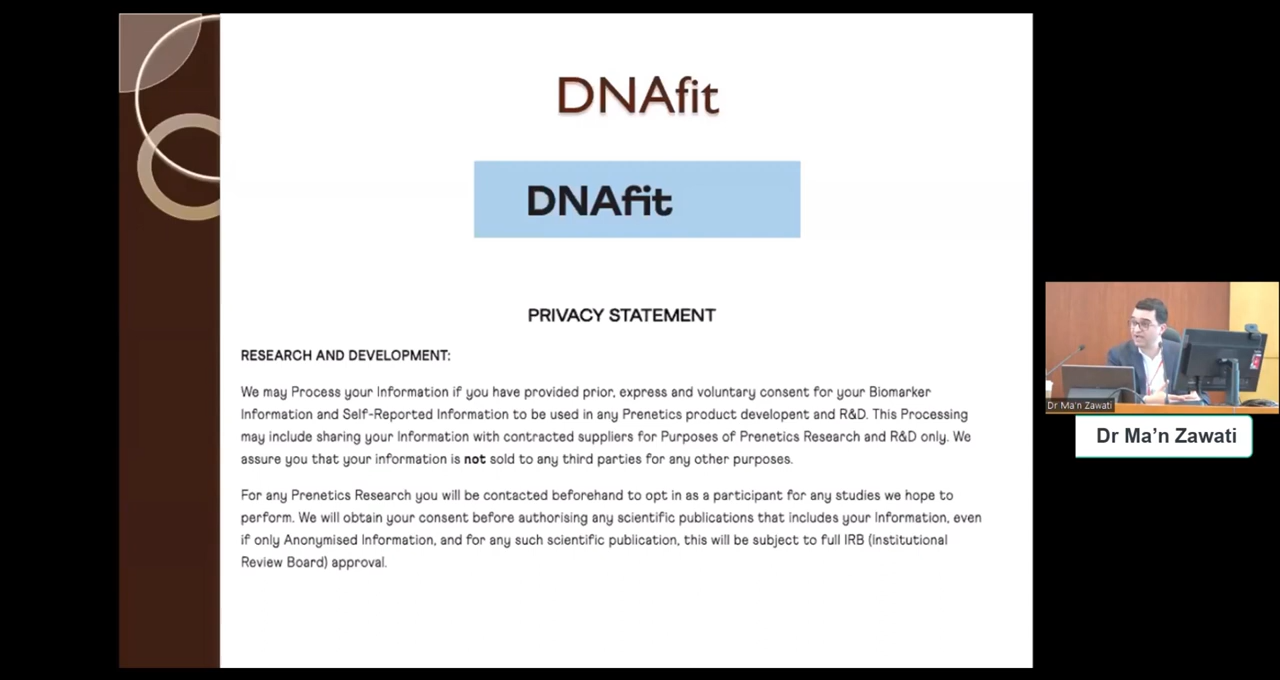 DNAfit
DNAfit
PRIVACY STATEMENT
RESEARCH AND DEVELOPMENT:
We may Process your Information if you have provided prior, express and voluntary consent for your Biomarker
Information and Self-Reported Information to be used in any Prenetics product developent and R&D. This Processing
may include sharing your Information with contracted suppliers for Purposes of Prenetics Research and R&D only. We
assure you that your information is not sold to any third parties for any other purposes.
For any Prenetics Research you will be contacted beforehand to opt in as a participant for any studies we hope to
perform. We will obtain your consent before authorising any scientific publications that includes your Information, even
if only Anonymised Information, and for any such scientific publication, this will be subject to full IRB (Institutional
Review Board) approval.
Dr Ma'n Zawati
Dr Ma’n Zawati